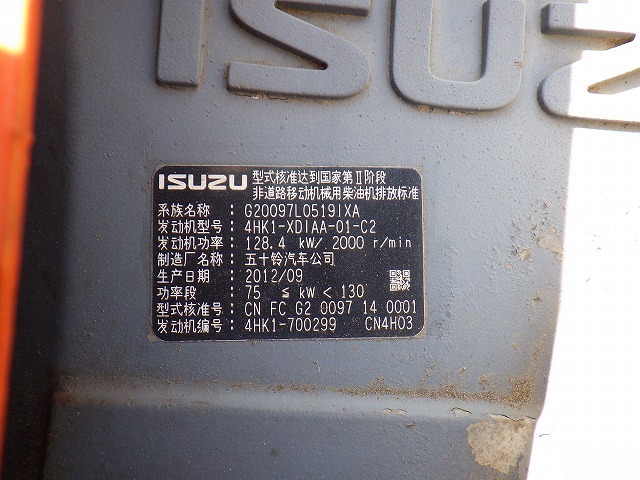 ISUZ
ISUZU 型式核准达到国家第Ⅱ阶段
非道路移动机械用柴油机排放标准
系族名称 : G20097L0519IXA
发动机型号 : 4HK1-XDIAA-01-C2
发动机功率 : 128.4 kW/ 2000 r/min
制造厂名称 : 五十铃汽车公司
生产日期 : 2012/09
功率段 : 75 ≦ kW < 130
型式核准号 : CN FC G2 0097 14 0001
发动机编号 : 4HK1-700299 CN4H03